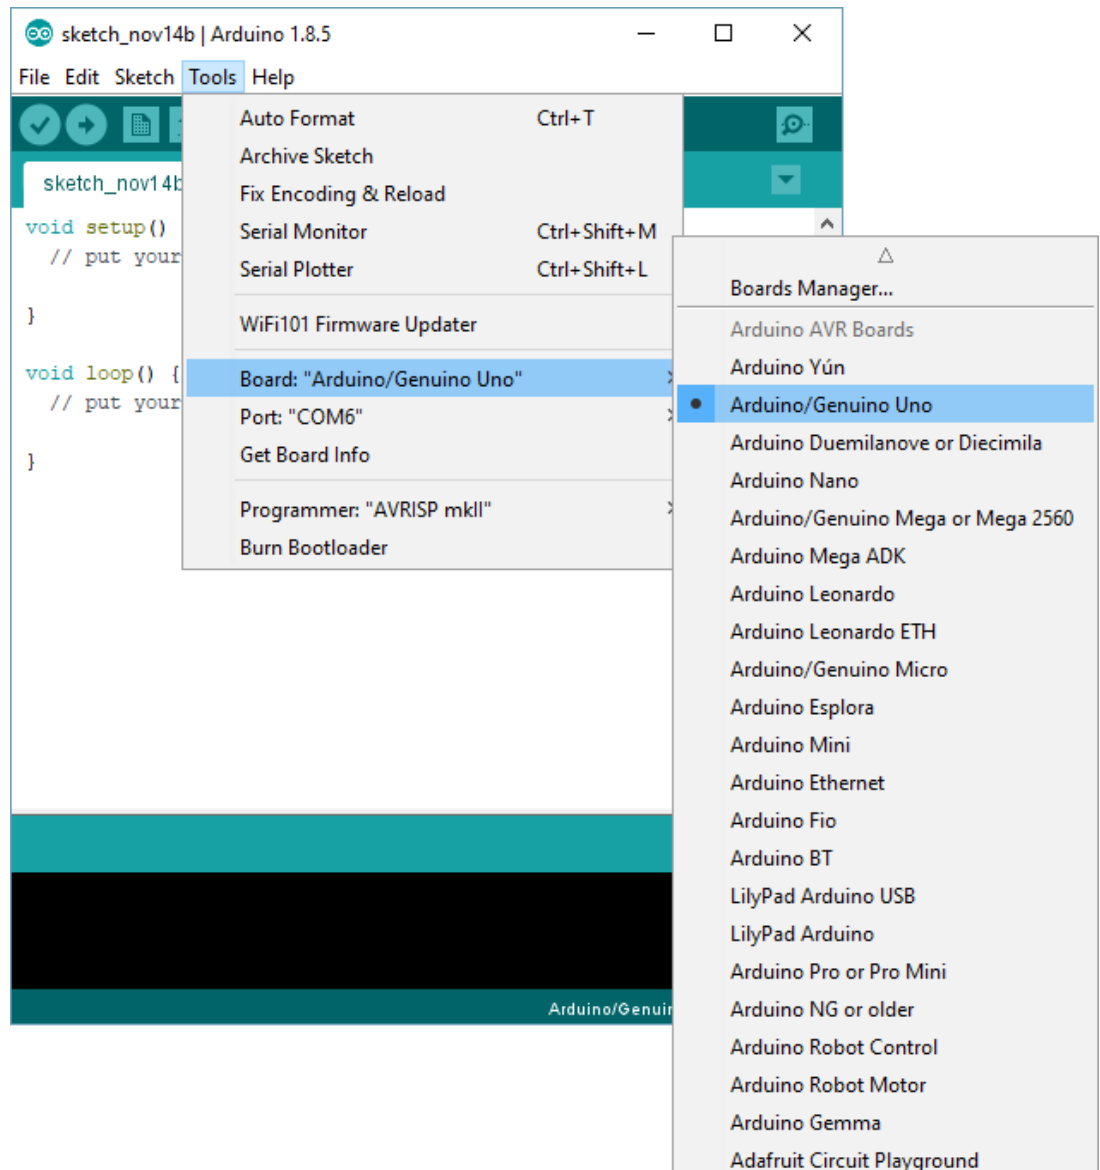 sketch_nov14b | Arduino 1.8.5
File Edit Sketch Tools Help
sketch_nov14b
void setup()
// put your
}
void loop() {
// put your
}
Auto Format Ctrl+T
Archive Sketch
Fix Encoding & Reload
Serial Monitor Ctrl+Shift+M
Serial Plotter Ctrl+Shift+L
WiFi101 Firmware Updater
Board: "Arduino/Genuino Uno"
Port: "COM6"
Get Board Info
Programmer: "AVRISP mkII"
Burn Bootloader
Boards Manager...
Arduino AVR Boards
Arduino Yún
Arduino/Genuino Uno
Arduino Duemilanove or Diecimila
Arduino Nano
Arduino/Genuino Mega or Mega 2560
Arduino Mega ADK
Arduino Leonardo
Arduino Leonardo ETH
Arduino/Genuino Micro
Arduino Esplora
Arduino Mini
Arduino Ethernet
Arduino Fio
Arduino BT
LilyPad Arduino USB
LilyPad Arduino
Arduino Pro or Pro Mini
Arduino NG or older
Arduino Robot Control
Arduino Robot Motor
Arduino Gemma
Adafruit Circuit Playground
Arduino/Genuin